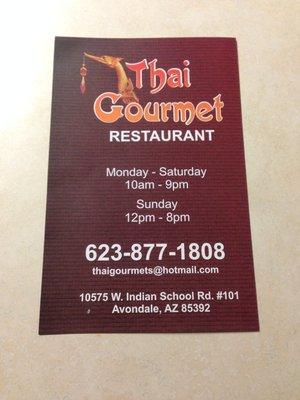 Thai
Gourmet
RESTAURANT
Monday - Saturday
10am - 9pm
Sunday
12pm - 8pm
623-877-1808
thaigourmets@hotmail.com
10575 W. Indian School Rd. #101
Avondale, AZ 85392